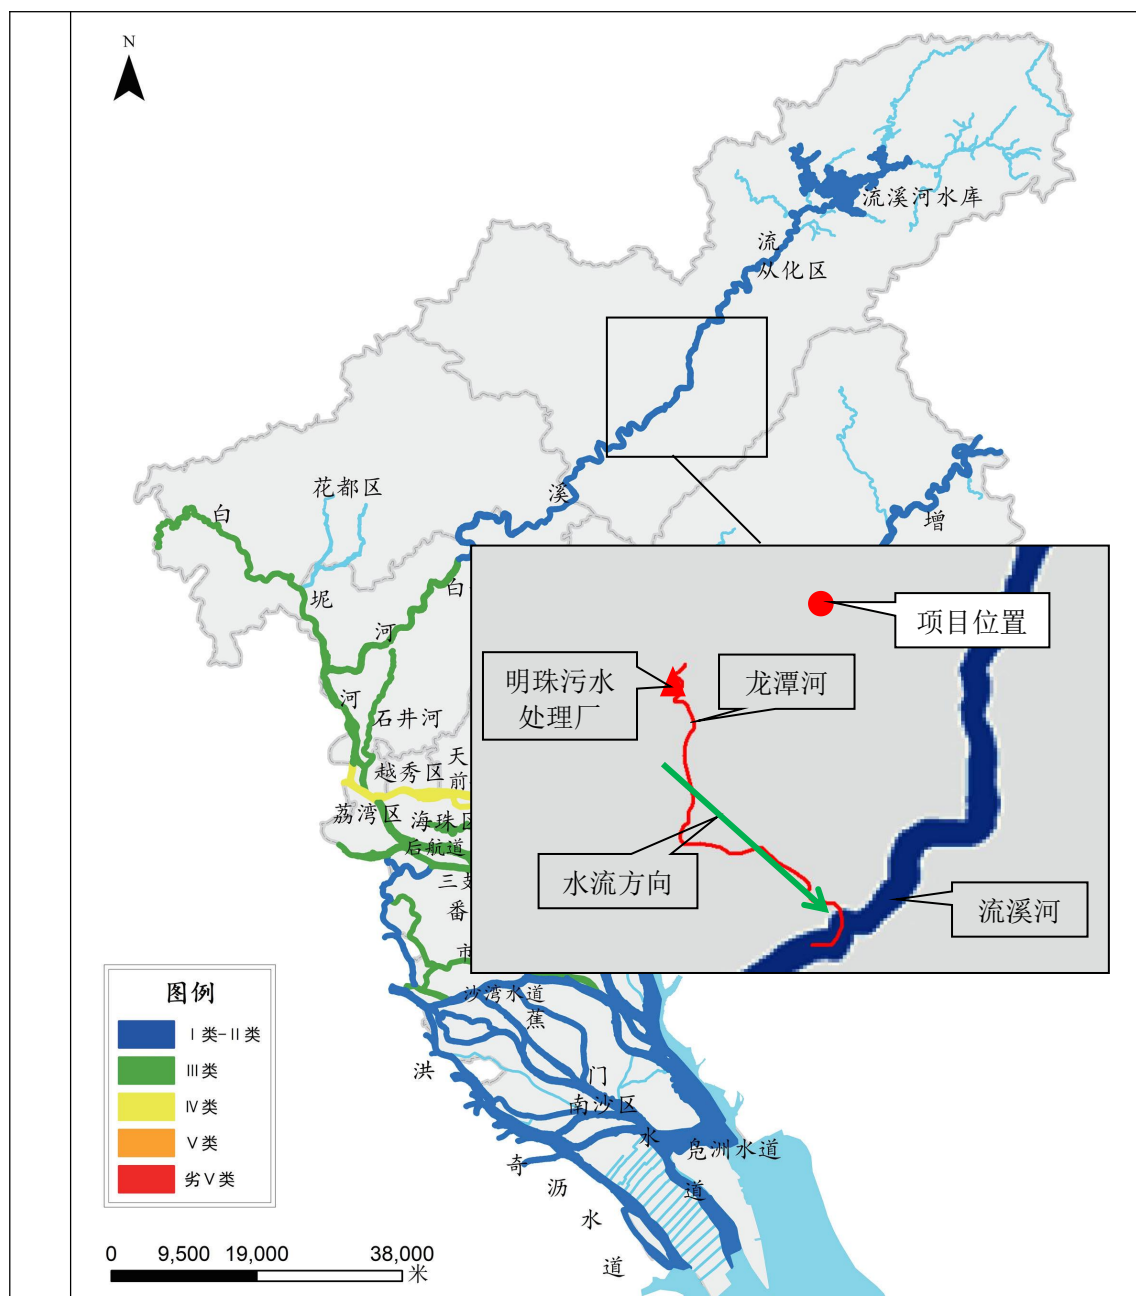 N
流溪河水库
流
从化区
溪
花都区
白
增
坭
白
河
项目位置
明珠污水
处理厂
龙潭河
河
石井河
天
越秀区
前
荔湾区
海珠区
后航道
水流方向
三支
番
流溪河
市
沙湾水道
蕉
图例
Ⅰ类-Ⅱ类
Ⅲ类
Ⅳ类
Ⅴ类
劣Ⅴ类
洪
门
南沙区
水
凫洲水道
奇
道
沥
水
道
0 9,500 19,000 38,000
米